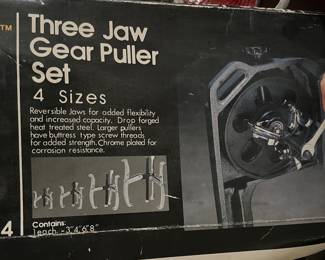 TM
Three Jaw
Gear Puller
Set
4 Sizes
Reversible Jaws for added flexibility
and increased capacity. Drop forged
heat treated steel. Larger pullers
have buttress type screw threads
for added strength. Chrome plated for
corrosion resistance.
4
Contains:
1 each. - 3", 4", 6", 8"